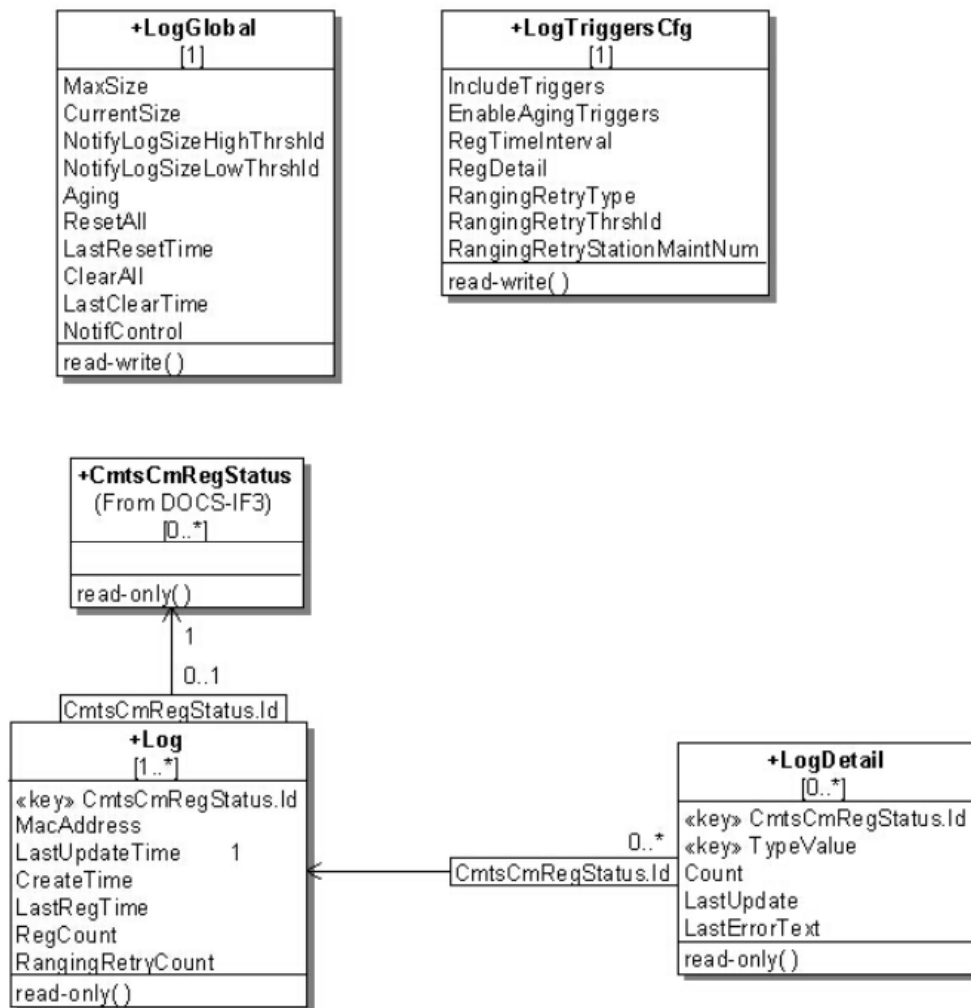 +LogGlobal
[1]
MaxSize
CurrentSize
NotifyLogSizeHighThrshld
NotifyLogSizeLowThrshld
Aging
ResetAll
LastResetTime
ClearAll
LastClearTime
NotifControl
read-write()
+LogTriggersCfg
[1]
IncludeTriggers
EnableAgingTriggers
RegTimeInterval
RegDetail
RangingRetryType
RangingRetryThrshld
RangingRetryStationMaintNum
read-write()
+CmtsCmRegStatus
(From DOCS-IF3)
[0..*]
read-only()
1
0..1
CmtsCmRegStatus.Id
+Log
[1..*]
«key» CmtsCmRegStatus.Id
MacAddress
LastUpdateTime 1
CreateTime
LastRegTime
RegCount
RangingRetryCount
read-only()
0..*
CmtsCmRegStatus.Id
+LogDetail
[0..*]
«key» CmtsCmRegStatus.Id
«key» TypeValue
Count
LastUpdate
LastErrorText
read-only()